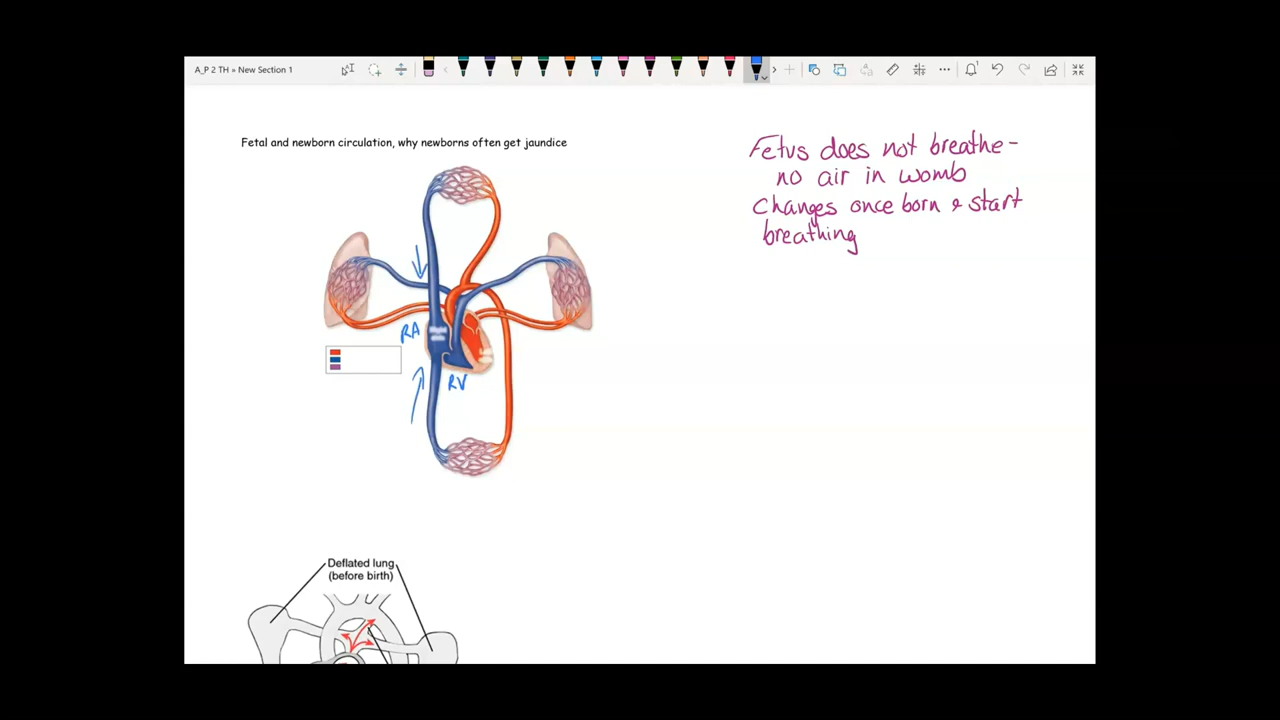 A_P 2 TH » New Section 1
Fetal and newborn circulation, why newborns often get jaundice
Fetus does not breathe -
no air in womb
Changes once born & start
breathing
RA
RV
Deflated lung
(before birth)